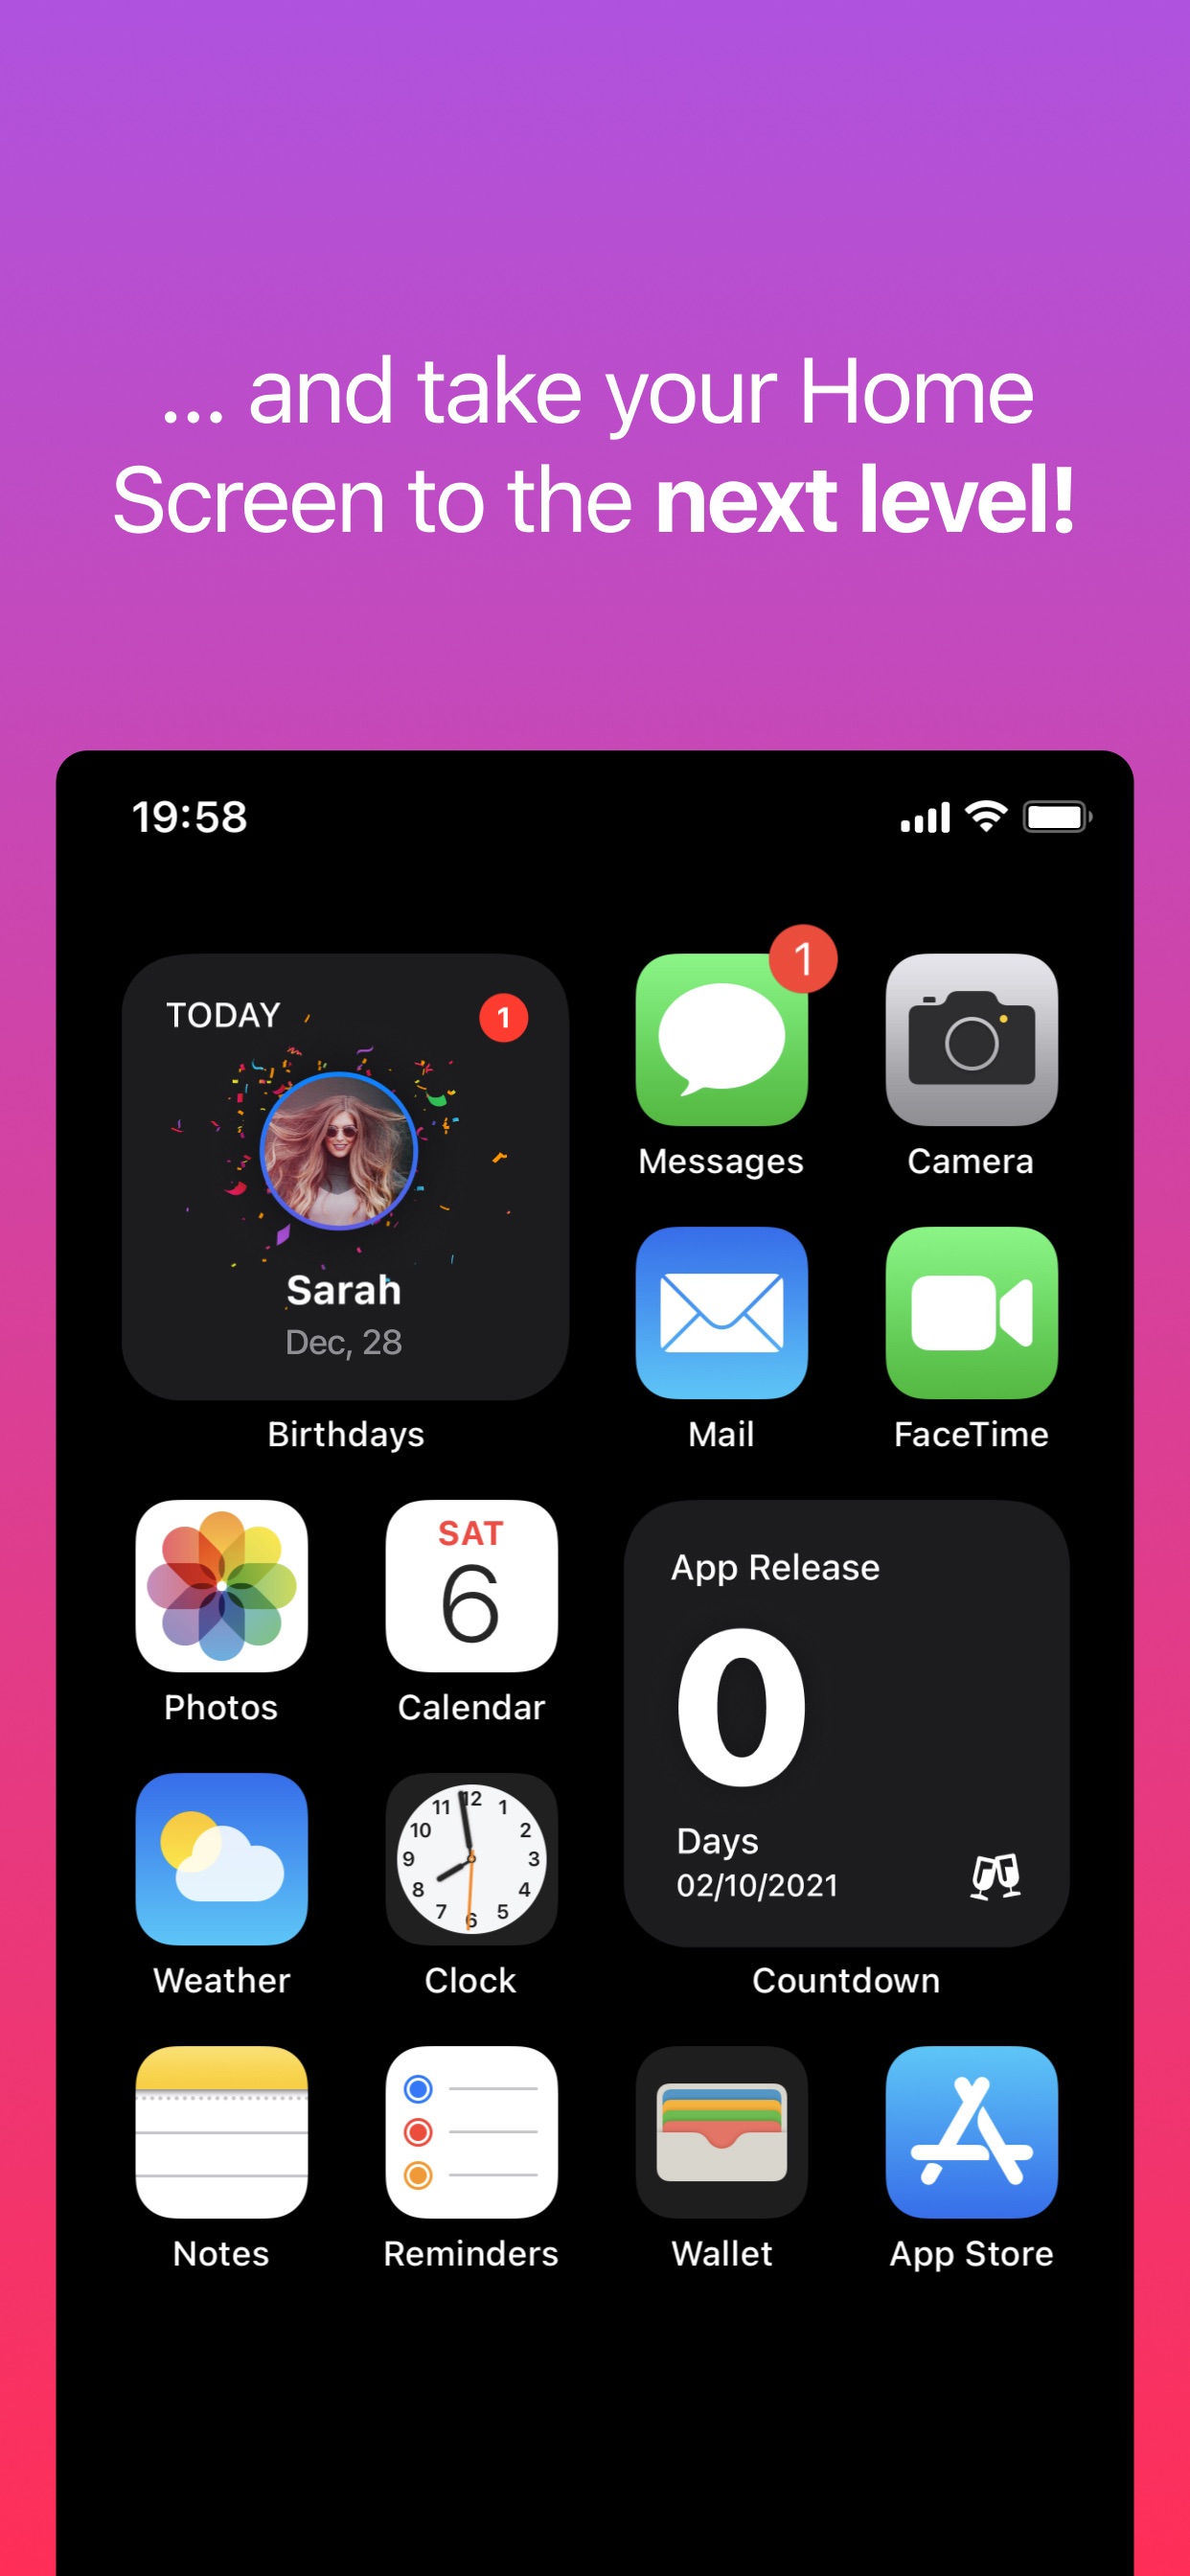 ... and take your Home
Screen to the next level!
19:58
TODAY
1
Sarah
Dec, 28
Birthdays
1
Messages
Camera
Mail
FaceTime
Photos
SAT
6
Calendar
App Release
0
Days
02/10/2021
Countdown
Weather
12
1
2
3
4
5
6
7
8
9
10
11
Clock
Notes
Reminders
Wallet
App Store